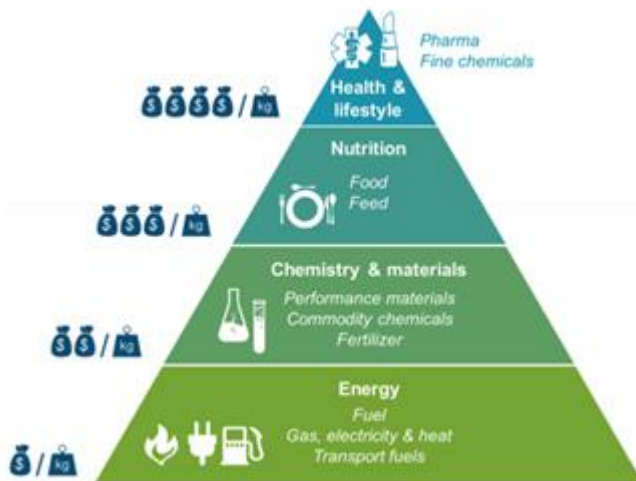 Pharma
Fine chemicals
Health &
lifestyle
$ $ $ $ / kg
Nutrition
Food
Feed
$ $ $ / kg
Chemistry & materials
Performance materials
Commodity chemicals
Fertilizer
$ $ / kg
Energy
Fuel
Gas, electricity & heat
Transport fuels
$ / kg